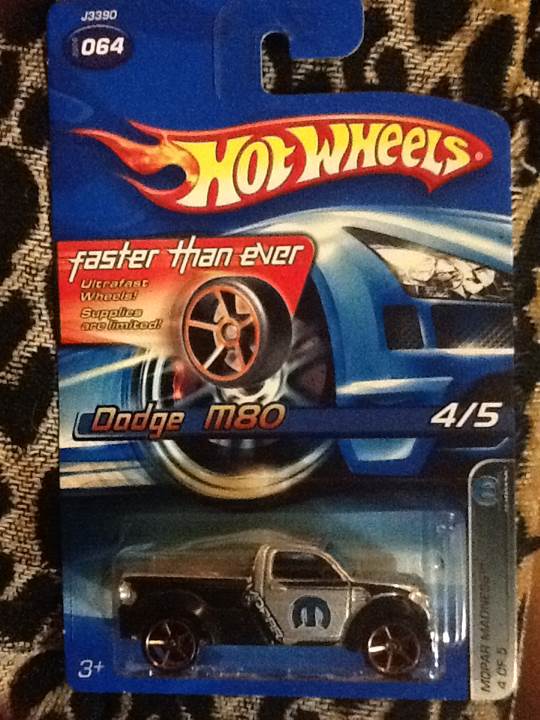 J3390
064
HOT WHEELS
faster than ever
Ultrafast
Wheels!
Supplies
are limited!
Dodge M80
4/5
MOPAR MADNESS™
4 OF 5
3+